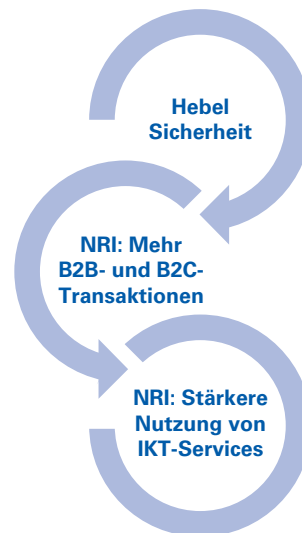 Hebel
Sicherheit
NRI: Mehr
B2B- und B2C-
Transaktionen
NRI: Stärkere
Nutzung von
IKT-Services